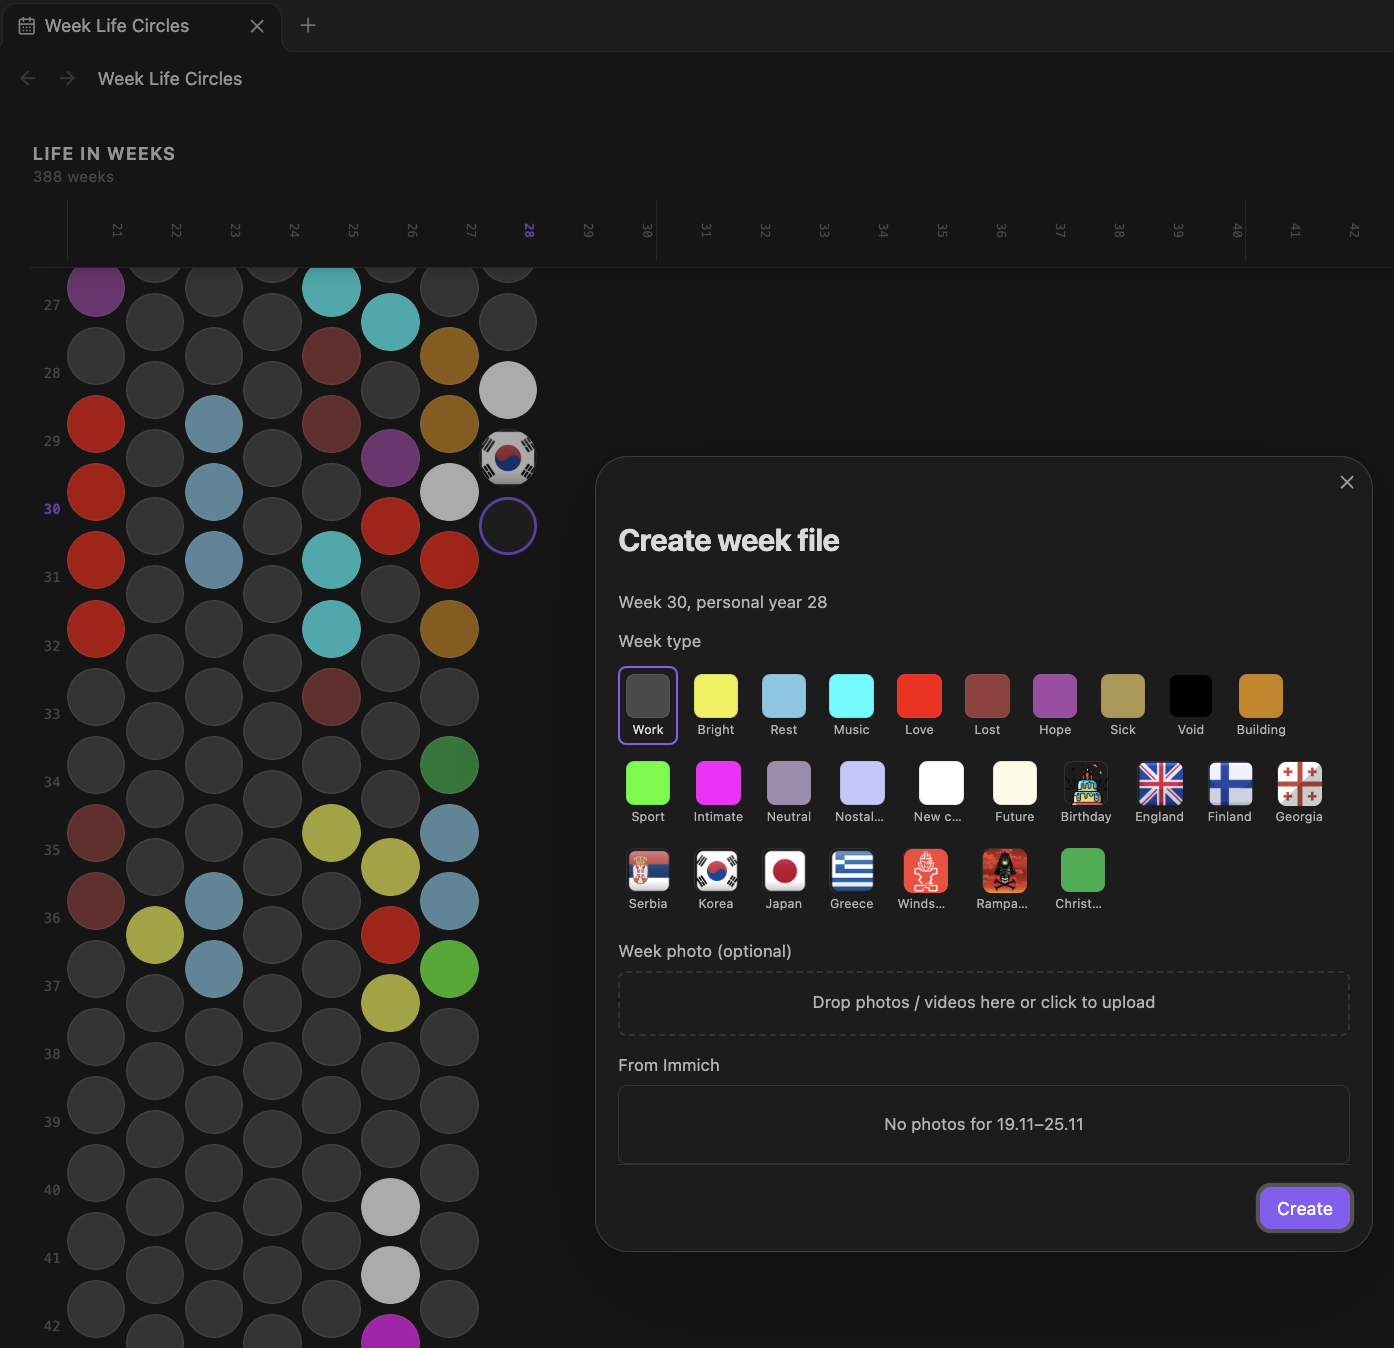 Week Life Circles
Week Life Circles
LIFE IN WEEKS
388 weeks
21 22 23 24 25 26 27 28 29 30 31 32 33 34 35 36 37 38 39 40 41 42
27
28
29
30
31
32
33
34
35
36
37
38
39
40
41
42
Create week file
Week 30, personal year 28
Week type
Work Bright Rest Music Love Lost Hope Sick Void Building
Sport Intimate Neutral Nostal... New c... Future Birthday England Finland Georgia
Serbia Korea Japan Greece Winds... Rampa... Christ...
Week photo (optional)
Drop photos / videos here or click to upload
From Immich
No photos for 19.11–25.11
Create